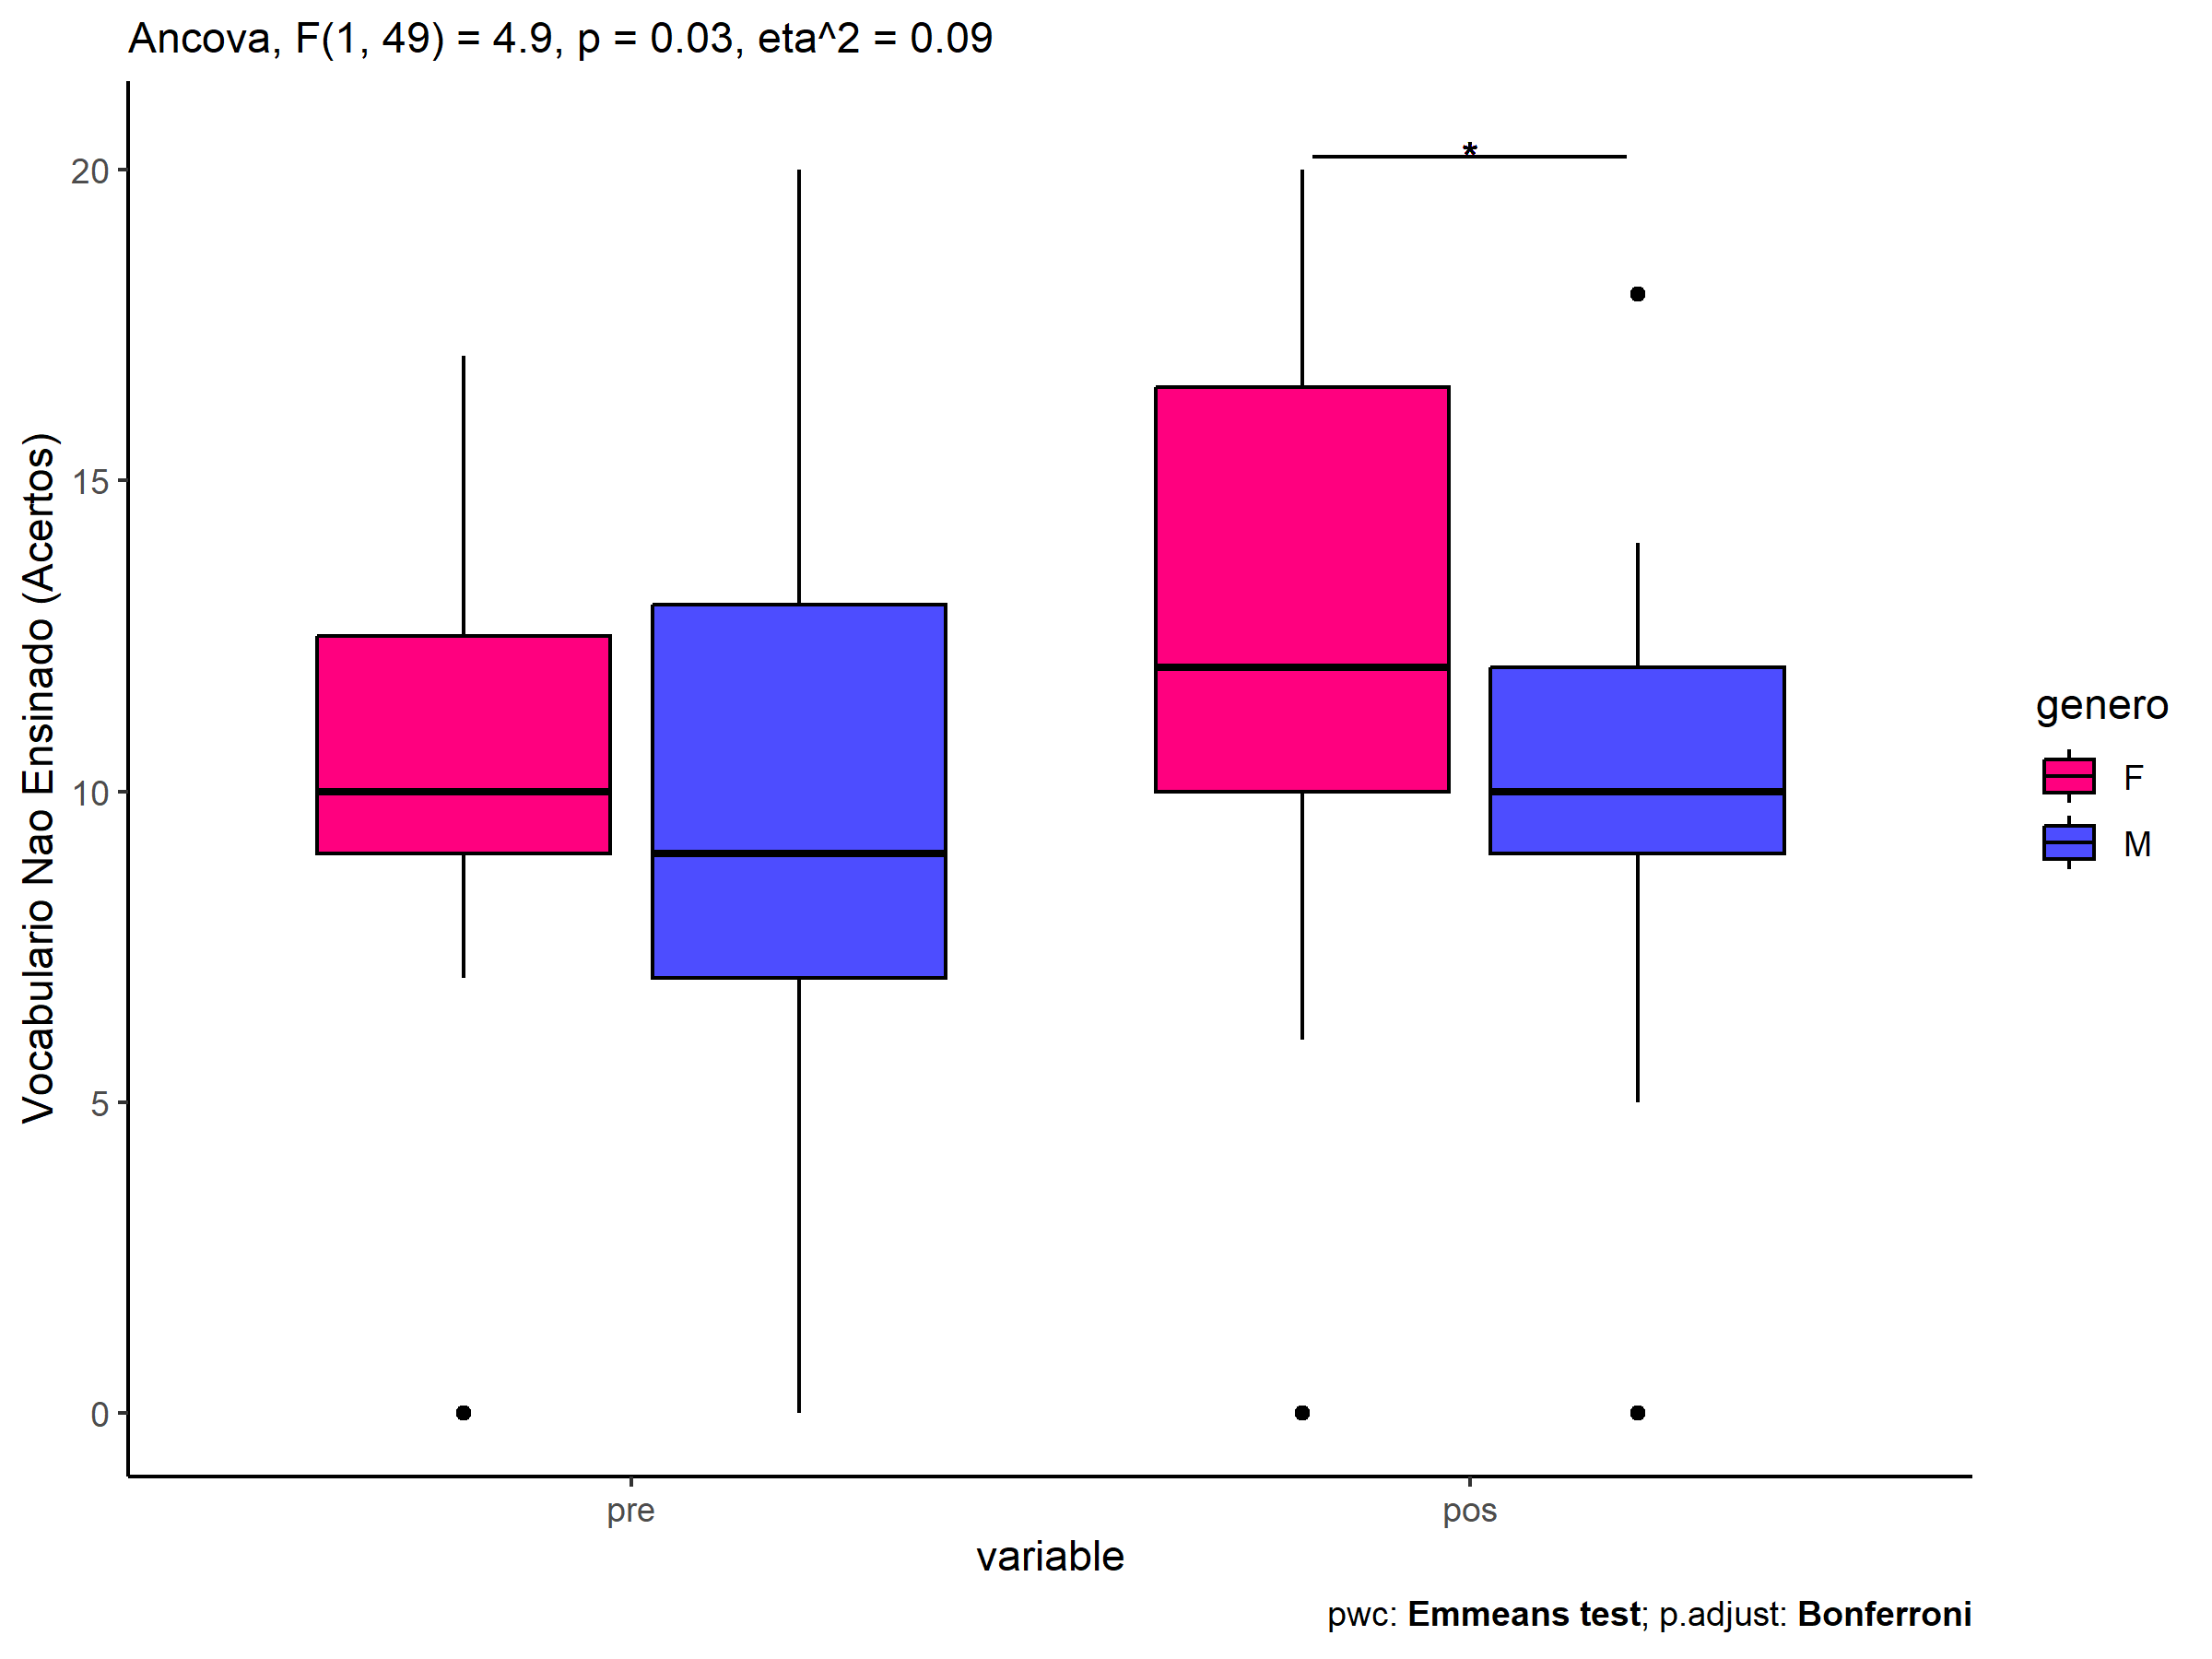 Ancova, F(1, 49) = 4.9, p = 0.03, eta^2 = 0.09
Vocabulario Nao Ensinado (Acertos)
20
15
10
5
0
*
pre
pos
variable
genero
F
M
pwc: Emmeans test; p.adjust: Bonferroni